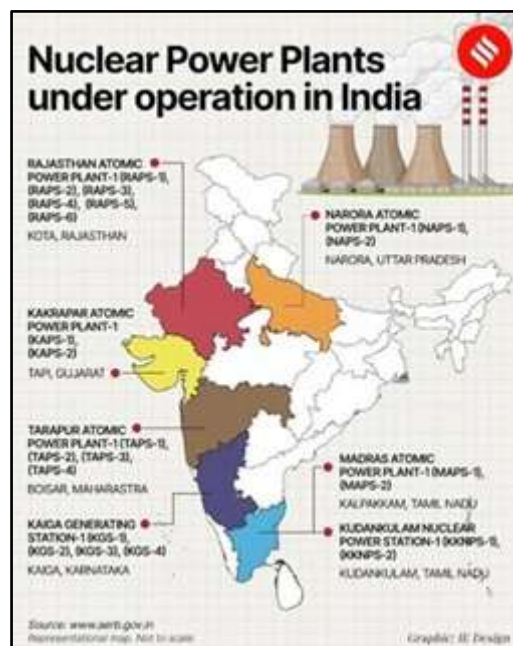 Nuclear Power Plants
under operation in India
RAJASTHAN ATOMIC
POWER PLANT-1 (RAPS-1),
(RAPS-2), (RAPS-3),
(RAPS-4), (RAPS-5),
(RAPS-6)
KOTA, RAJASTHAN
NARORA ATOMIC
POWER PLANT-1 (NAPS-1),
(NAPS-2)
NARORA, UTTAR PRADESH
KAKRAPAR ATOMIC
POWER PLANT-1
(KAPS-1),
(KAPS-2)
TAPI, GUJARAT
TARAPUR ATOMIC
POWER PLANT-1 (TAPS-1),
(TAPS-2), (TAPS-3),
(TAPS-4)
BOISAR, MAHARASTRA
MADRAS ATOMIC
POWER PLANT-1 (MAPS-1),
(MAPS-2)
KALPAKKAM, TAMIL NADU
KAIGA GENERATING
STATION-1 (KGS-1),
(KGS-2), (KGS-3), (KGS-4)
KAIGA, KARNATAKA
KUDANKULAM NUCLEAR
POWER STATION-1 (KKNPS-1),
(KKNPS-2)
KUDANKULAM, TAMIL NADU
Source: www.aerb.gov.in
Representational map. Not to scale
Graphic: IE Design